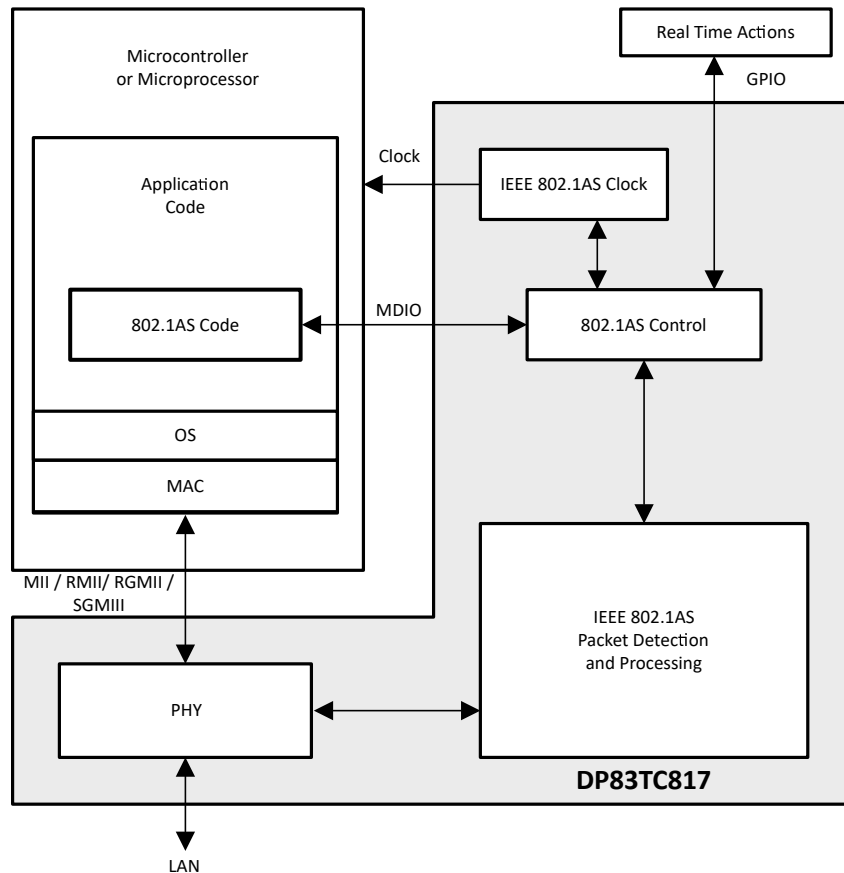 Microcontroller
or Microprocessor
Real Time Actions
GPIO
Application
Code
Clock
IEEE 802.1AS Clock
802.1AS Code
MDIO
802.1AS Control
OS
MAC
MII / RMII/ RGMII /
SGMIII
IEEE 802.1AS
Packet Detection
and Processing
PHY
DP83TC817
LAN